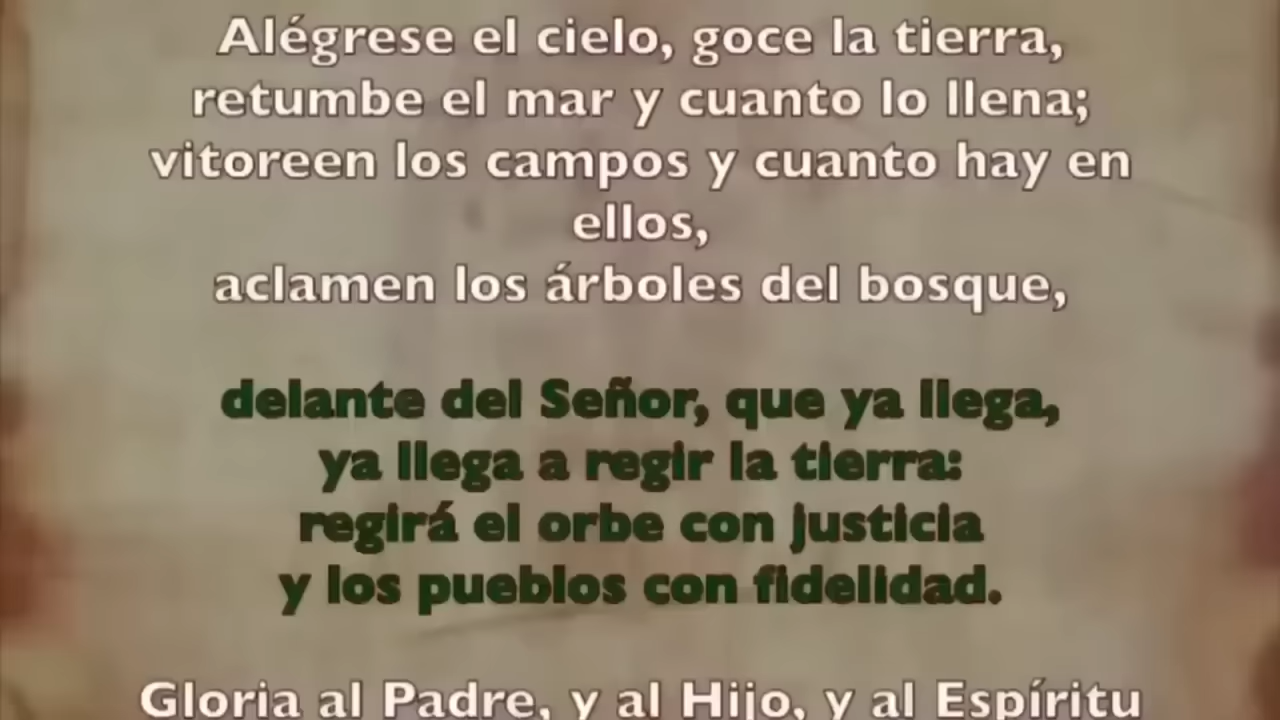 Alégrese el cielo, goce la tierra,
retumbe el mar y cuanto lo llena;
vitoreen los campos y cuanto hay en
ellos,
aclamen los árboles del bosque,
delante del Señor, que ya llega,
ya llega a regir la tierra:
regirá el orbe con justicia
y los pueblos con fidelidad.
Gloria al Padre, y al Hijo, y al Espíritu